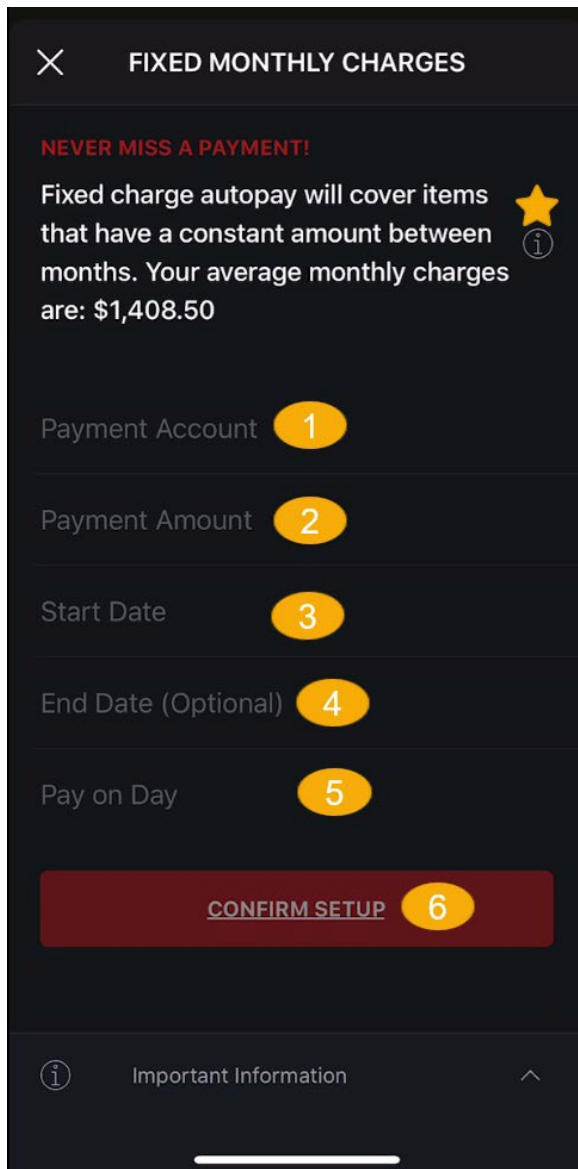 FIXED MONTHLY CHARGES
NEVER MISS A PAYMENT!
Fixed charge autopay will cover items
that have a constant amount between
months. Your average monthly charges
are: $1,408.50
Payment Account 1
Payment Amount 2
Start Date 3
End Date (Optional) 4
Pay on Day 5
CONFIRM SETUP 6
Important Information